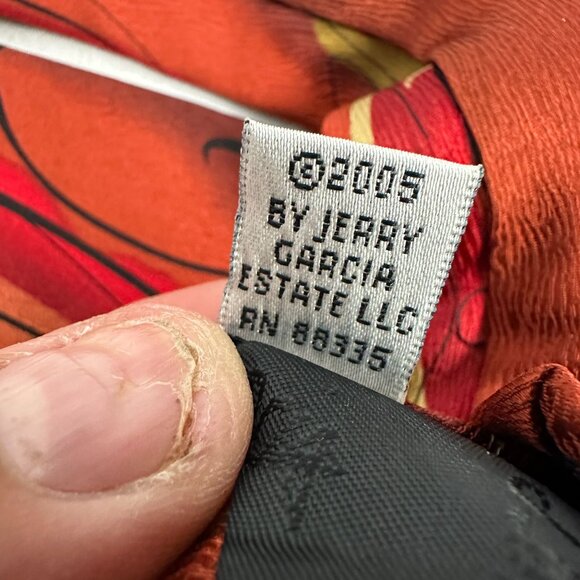 ©2005
BY JERRY
GARCIA
ESTATE LLC
RN 88335